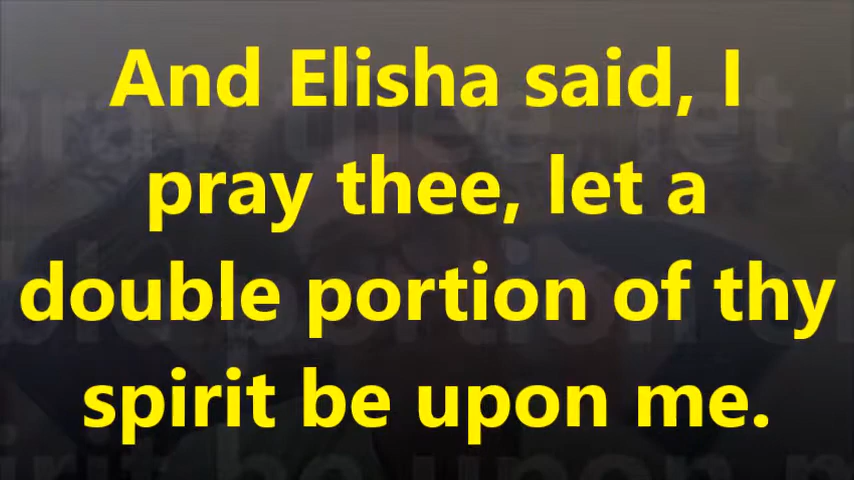 And Elisha said, I
pray thee, let a
double portion of thy
spirit be upon me.